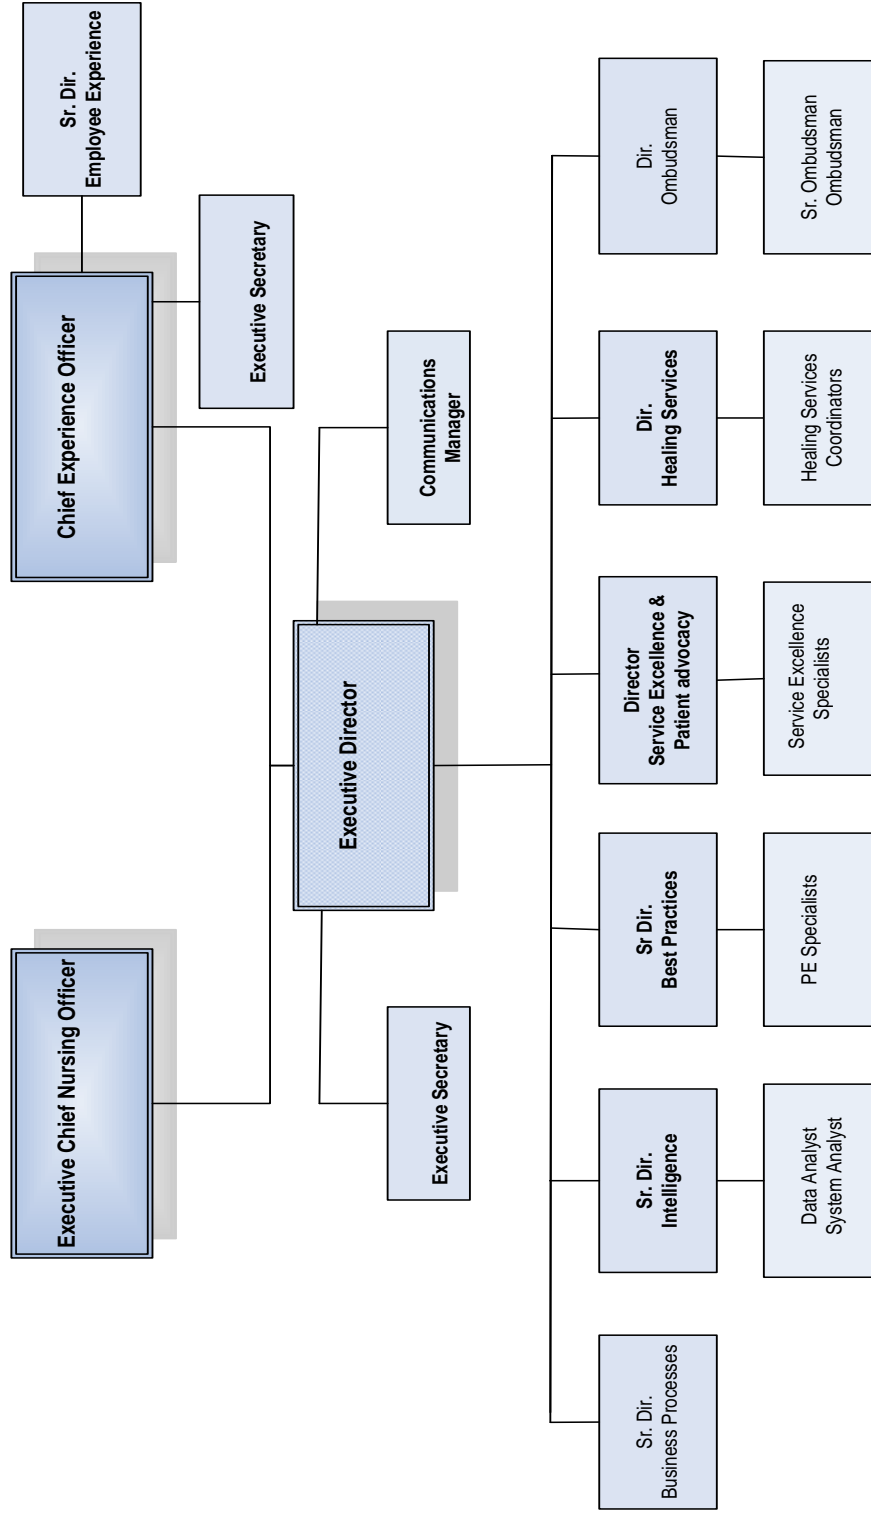 Executive Chief Nursing Officer
Chief Experience Officer
Sr. Dir.
Employee Experience
Executive Secretary
Executive Director
Executive Secretary
Communications
Manager
Sr. Dir.
Business Processes
Sr. Dir.
Intelligence
Sr Dir.
Best Practices
Director
Service Excellence &
Patient advocacy
Dir.
Healing Services
Dir.
Ombudsman
Data Analyst
System Analyst
PE Specialists
Service Excellence
Specialists
Healing Services
Coordinators
Sr. Ombudsman
Ombudsman